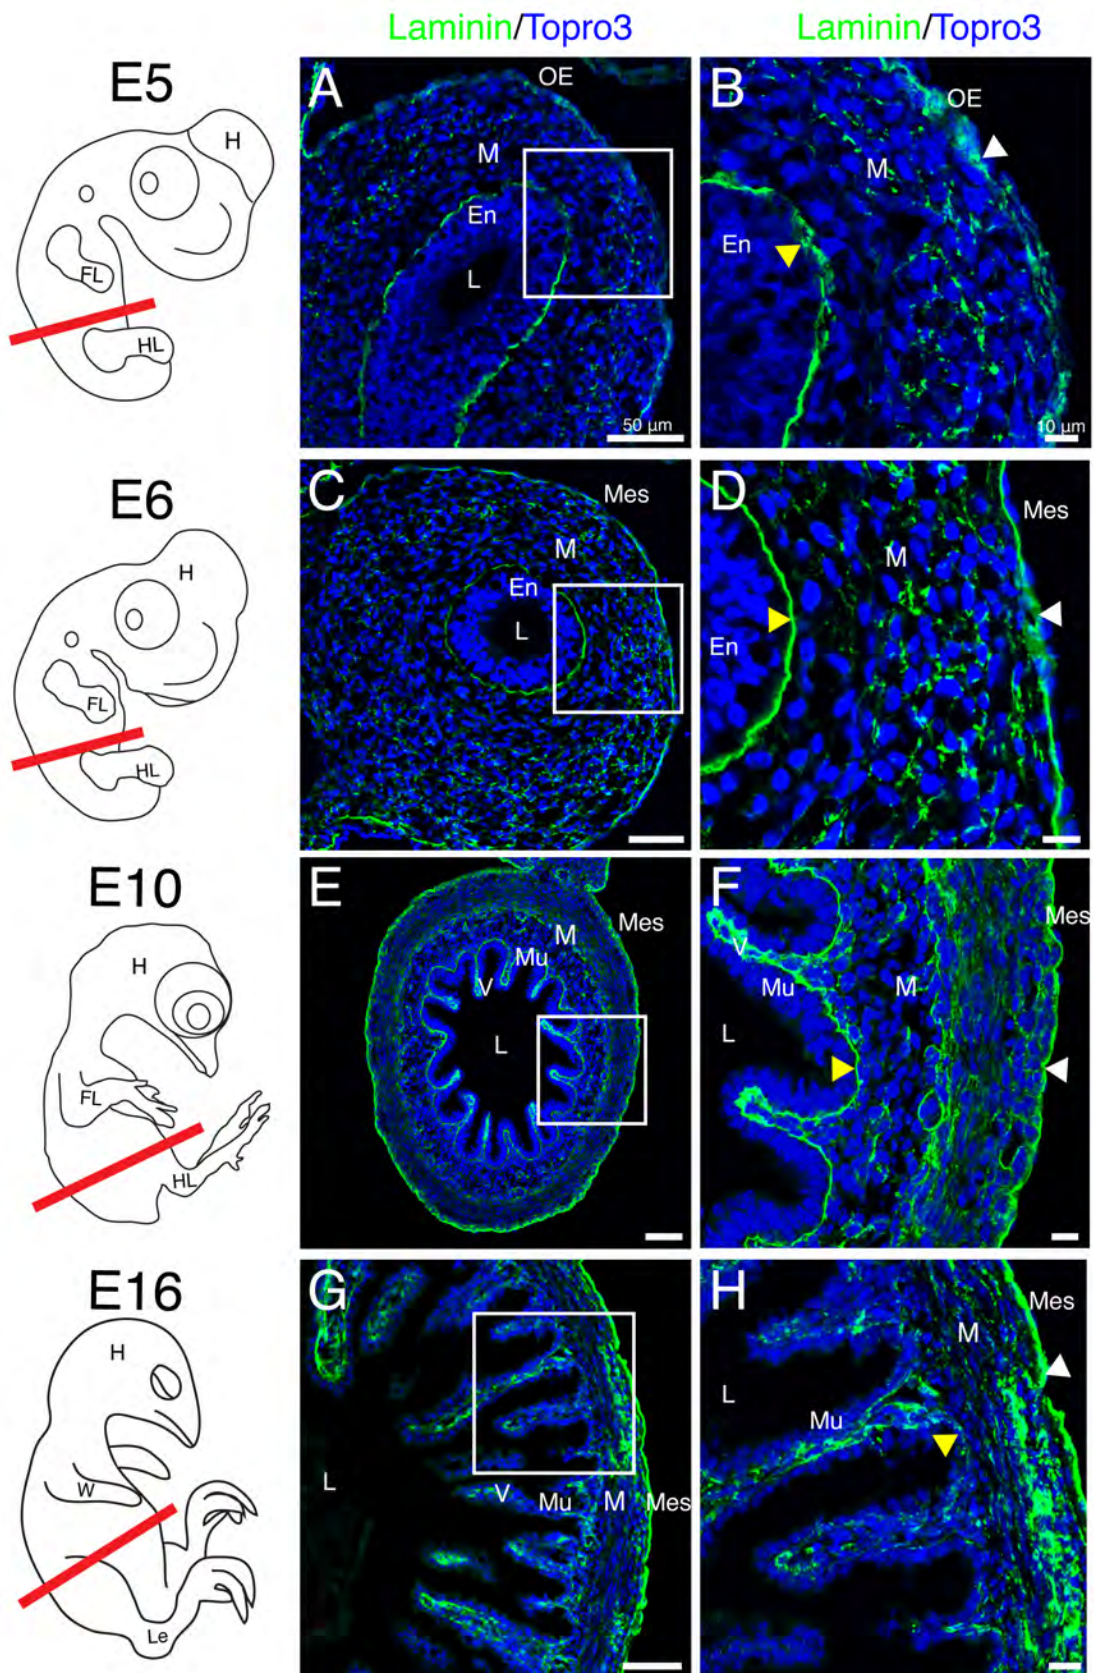 Laminin/Topro3 Laminin/Topro3
E5
H
FL
HL
A
OE
M
En
L
50 µm
B
OE
M
En
10 µm
E6
H
FL
HL
C
Mes
M
En
L
D
Mes
M
En
E10
H
FL
HL
E
Mes
M
Mu
V
L
F
Mes
V
Mu
M
L
E16
H
W
Le
G
L
V
Mu
M
Mes
H
Mes
M
L
Mu